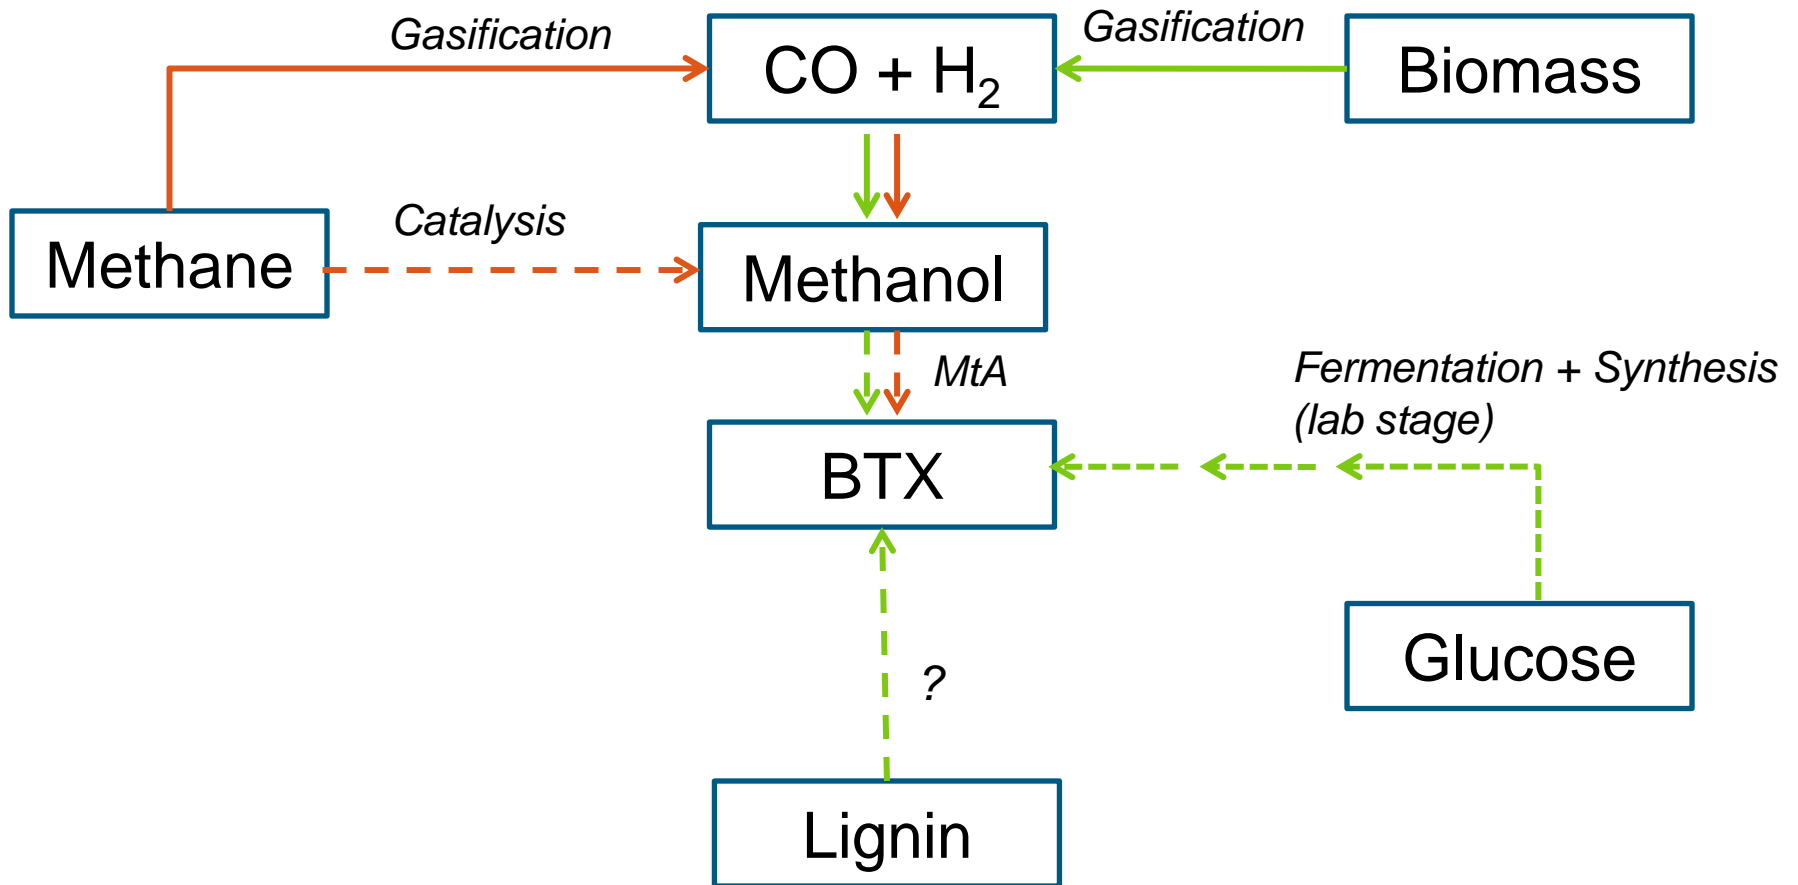 Gasification
CO + H₂
Gasification
Biomass
Methane
Catalysis
Methanol
MtA
Fermentation + Synthesis
(lab stage)
BTX
Glucose
?
Lignin